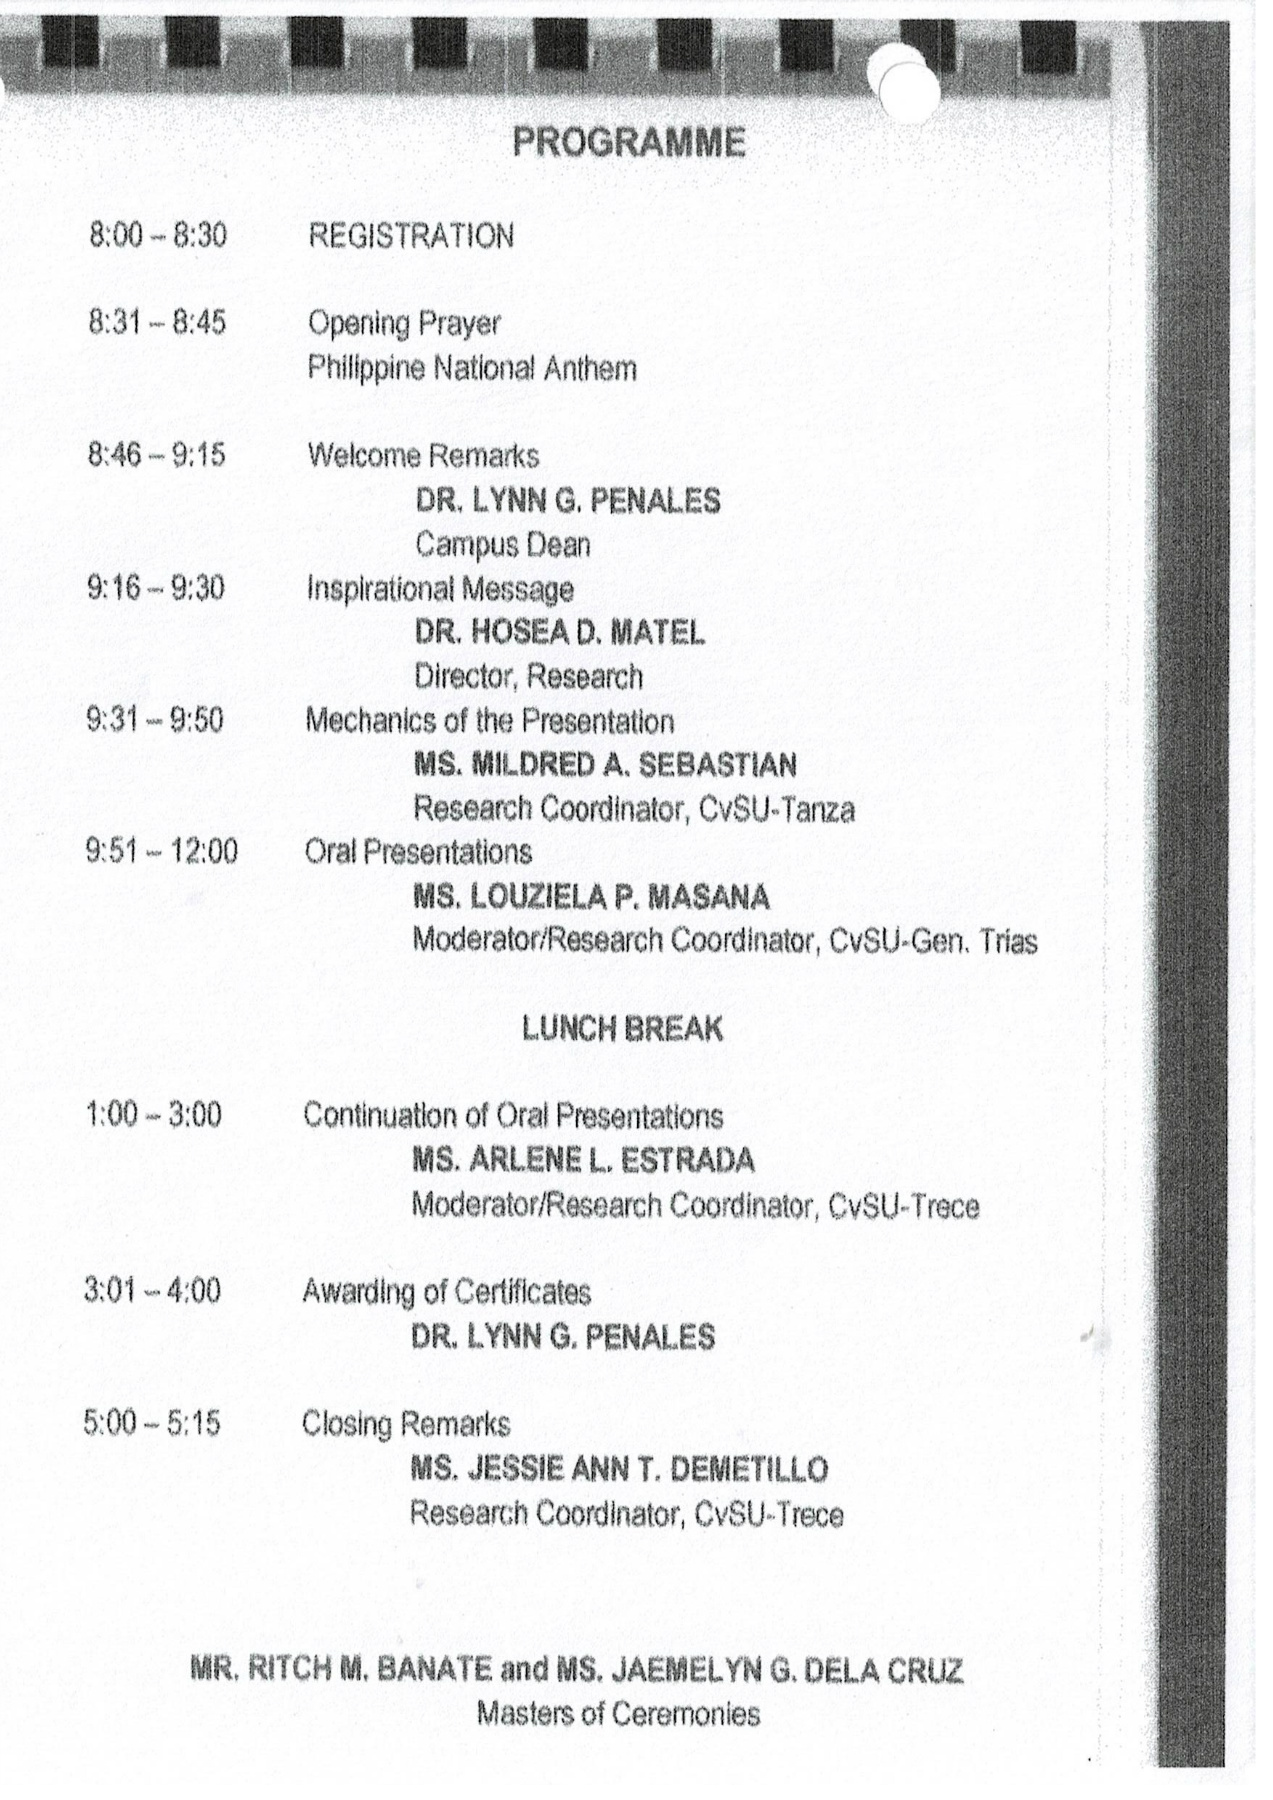 PROGRAMME
8:00 – 8:30 REGISTRATION
8:31 – 8:45 Opening Prayer
Philippine National Anthem
8:46 – 9:15 Welcome Remarks
DR. LYNN G. PENALES
Campus Dean
9:16 – 9:30 Inspirational Message
DR. HOSEA D. MATEL
Director, Research
9:31 – 9:50 Mechanics of the Presentation
MS. MILDRED A. SEBASTIAN
Research Coordinator, CvSU-Tanza
9:51 – 12:00 Oral Presentations
MS. LOUZIELA P. MASANA
Moderator/Research Coordinator, CvSU-Gen. Trias
LUNCH BREAK
1:00 – 3:00 Continuation of Oral Presentations
MS. ARLENE L. ESTRADA
Moderator/Research Coordinator, CvSU-Trece
3:01 – 4:00 Awarding of Certificates
DR. LYNN G. PENALES
5:00 – 5:15 Closing Remarks
MS. JESSIE ANN T. DEMETILLO
Research Coordinator, CvSU-Trece
MR. RITCH M. BANATE and MS. JAEMELYN G. DELA CRUZ
Masters of Ceremonies